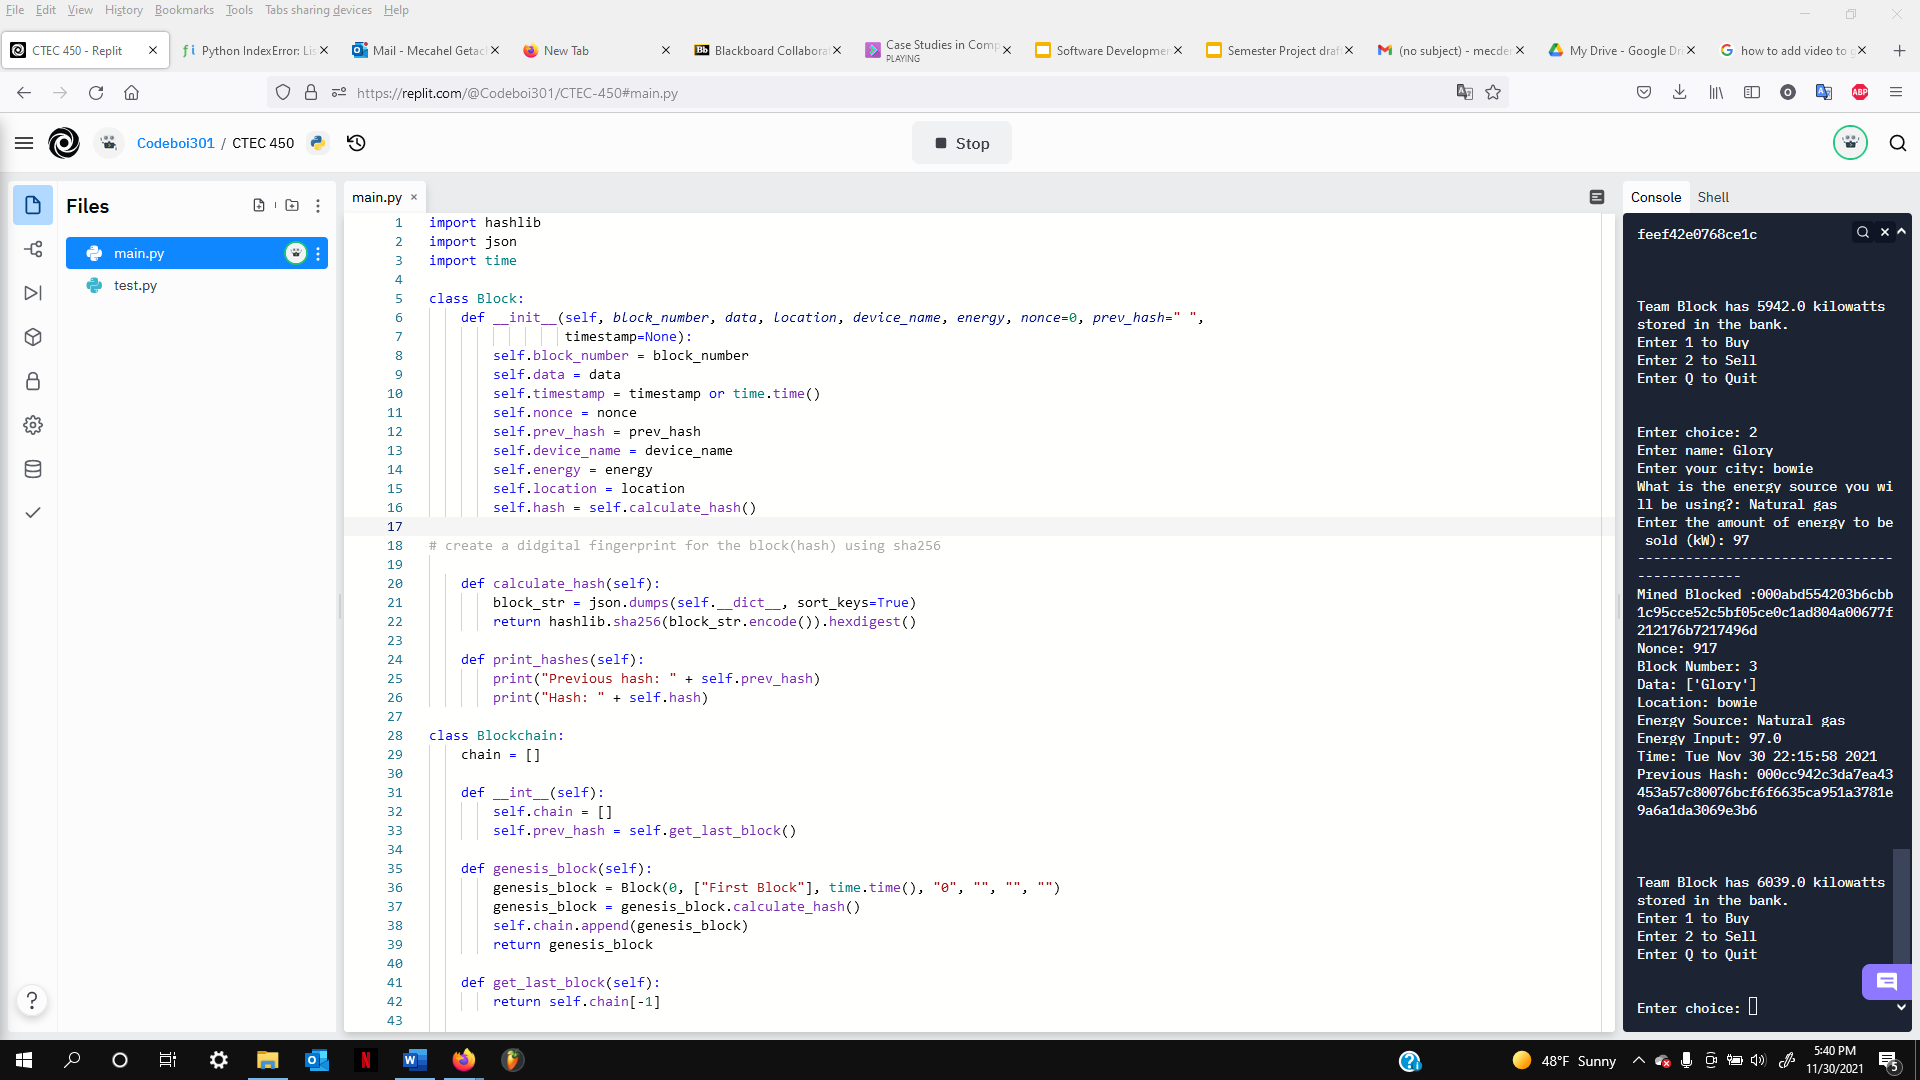 File Edit View History Bookmarks Tools Tabs sharing devices Help
CTEC 450 - Replit
Python IndexError: Lis
Mail - Mecahel Getach
New Tab
Blackboard Collaborat
Case Studies in Comp
PLAYING
Software Developmen
Semester Project draf
(no subject) - mecder
My Drive - Google Dri
how to add video to g
https://replit.com/@Codeboi301/CTEC-450#main.py
ABP
Codeboi301 / CTEC 450
Stop
Files
main.py
test.py
main.py
1 import hashlib
2 import json
3 import time
4
5 class Block:
6 def __init__(self, block_number, data, location, device_name, energy, nonce=0, prev_hash=" ",
7 timestamp=None):
8 self.block_number = block_number
9 self.data = data
10 self.timestamp = timestamp or time.time()
11 self.nonce = nonce
12 self.prev_hash = prev_hash
13 self.device_name = device_name
14 self.energy = energy
15 self.location = location
16 self.hash = self.calculate_hash()
17
18 # create a didgital fingerprint for the block(hash) using sha256
19
20 def calculate_hash(self):
21 block_str = json.dumps(self.__dict__, sort_keys=True)
22 return hashlib.sha256(block_str.encode()).hexdigest()
23
24 def print_hashes(self):
25 print("Previous hash: " + self.prev_hash)
26 print("Hash: " + self.hash)
27
28 class Blockchain:
29 chain = []
30
31 def __int__(self):
32 self.chain = []
33 self.prev_hash = self.get_last_block()
34
35 def genesis_block(self):
36 genesis_block = Block(0, ["First Block"], time.time(), "0", "", "", "")
37 genesis_block = genesis_block.calculate_hash()
38 self.chain.append(genesis_block)
39 return genesis_block
40
41 def get_last_block(self):
42 return self.chain[-1]
43
Console Shell
feef42e0768ce1c
Team Block has 5942.0 kilowatts
stored in the bank.
Enter 1 to Buy
Enter 2 to Sell
Enter Q to Quit
Enter choice: 2
Enter name: Glory
Enter your city: bowie
What is the energy source you wi
ll be using?: Natural gas
Enter the amount of energy to be
sold (kW): 97
--------------------------------
-------------
Mined Blocked :000abd554203b6cbb
1c95cce52c5bf05ce0c1ad804a00677f
212176b7217496d
Nonce: 917
Block Number: 3
Data: ['Glory']
Location: bowie
Energy Source: Natural gas
Energy Input: 97.0
Time: Tue Nov 30 22:15:58 2021
Previous Hash: 000cc942c3da7ea43
453a57c80076bcf6f6635ca951a3781e
9a6a1da3069e3b6
Team Block has 6039.0 kilowatts
stored in the bank.
Enter 1 to Buy
Enter 2 to Sell
Enter Q to Quit
Enter choice:
48°F Sunny
5:40 PM
11/30/2021
5